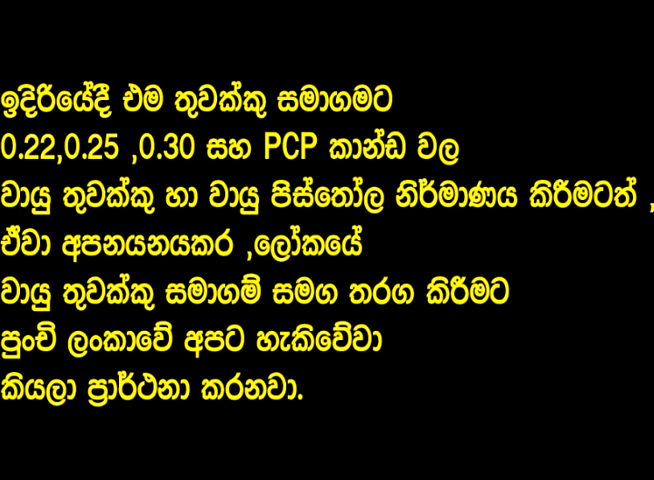 ඉදිරියේදී එම තුවක්කු සමාගමට
0.22,0.25 ,0.30 සහ PCP කාන්ඩ වල
වායු තුවක්කු හා වායු පිස්තෝල නිර්මාණය කිරීමටත් ,
ඒවා අපනයනයකර ,ලෝකයේ
වායු තුවක්කු සමාගම් සමග තරග කිරීමට
පුංචි ලංකාවේ අපට හැකිවේවා
කියලා ප්‍රාර්ථනා කරනවා.